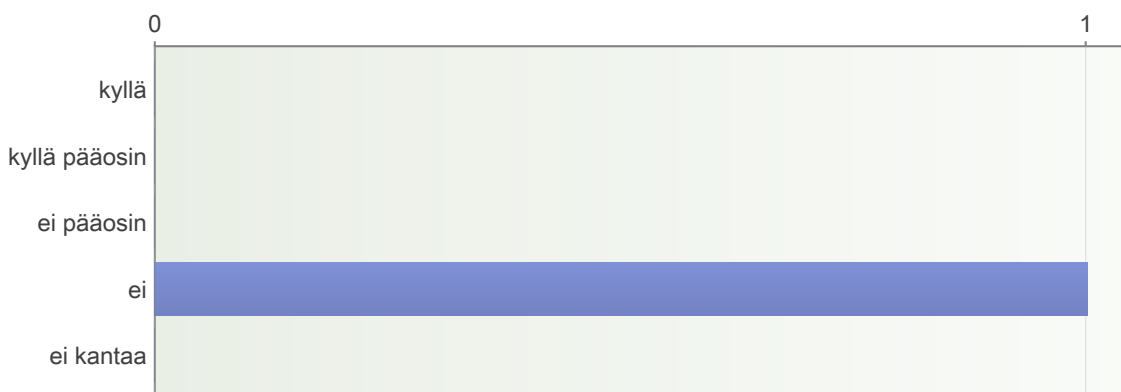 0 1
kyllä
kyllä pääosin
ei pääosin
ei
ei kantaa